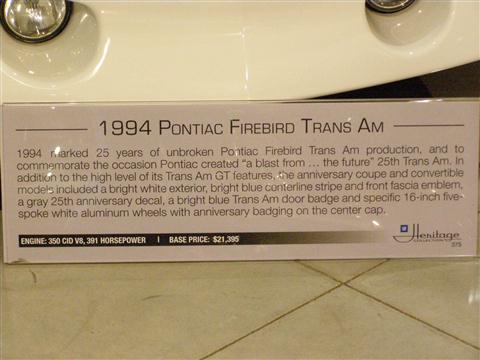 1994 PONTIAC FIREBIRD TRANS AM
1994 marked 25 years of unbroken Pontiac Firebird Trans Am production, and to
commemorate the occasion Pontiac created "a blast from ... the future" 25th Trans Am. In
addition to the high level of its Trans Am GT features, the anniversary coupe and convertible
models included a bright white exterior, bright blue centerline stripe and front fascia emblem,
a gray 25th anniversary decal, a bright blue Trans Am door badge and specific 16-inch five-
spoke white aluminum wheels with anniversary badging on the center cap.
ENGINE: 350 CID V8, 391 HORSEPOWER | BASE PRICE: $21,395
Heritage
COLLECTION
375